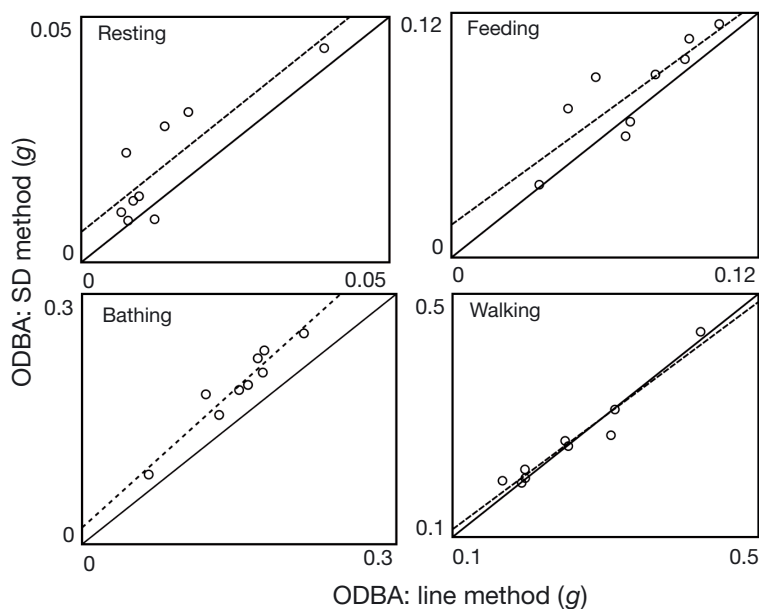 0.05
Resting
0
0
0.05
0.12
Feeding
0
0
0.12
0.3
Bathing
0
0
0.3
0.5
Walking
0.1
0.1
0.5
ODBA: SD method (g)
ODBA: line method (g)